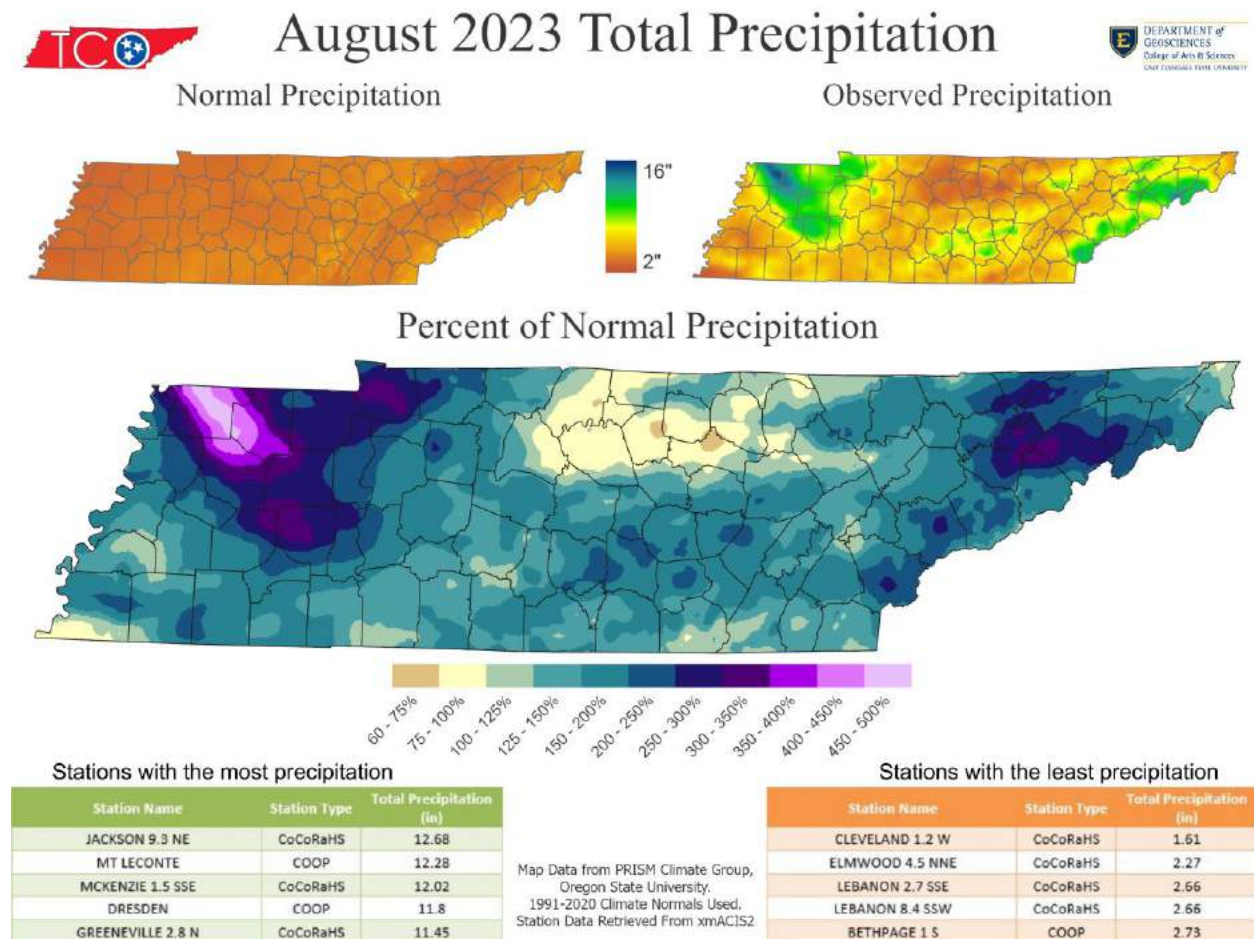 TCO
August 2023 Total Precipitation
E
DEPARTMENT of
GEOSCIENCES
College of Arts & Sciences
EAST TENNESSEE STATE UNIVERSITY
Normal Precipitation
Observed Precipitation
16"
2"
Percent of Normal Precipitation
60 - 75%
75 - 100%
100 - 125%
125 - 150%
150 - 200%
200 - 250%
250 - 300%
300 - 350%
350 - 400%
400 - 450%
450 - 500%
Stations with the most precipitation
Station Name Station Type Total Precipitation (in)
JACKSON 9.3 NE CoCoRaHS 12.68
MT LECONTE COOP 12.28
MCKENZIE 1.5 SSE CoCoRaHS 12.02
DRESDEN COOP 11.8
GREENEVILLE 2.8 N CoCoRaHS 11.45
Map Data from PRISM Climate Group,
Oregon State University.
1991-2020 Climate Normals Used.
Station Data Retrieved From xmACIS2
Stations with the least precipitation
Station Name Station Type Total Precipitation (in)
CLEVELAND 1.2 W CoCoRaHS 1.61
ELMWOOD 4.5 NNE CoCoRaHS 2.27
LEBANON 2.7 SSE CoCoRaHS 2.66
LEBANON 8.4 SSW CoCoRaHS 2.66
BETHPAGE 1 S COOP 2.73